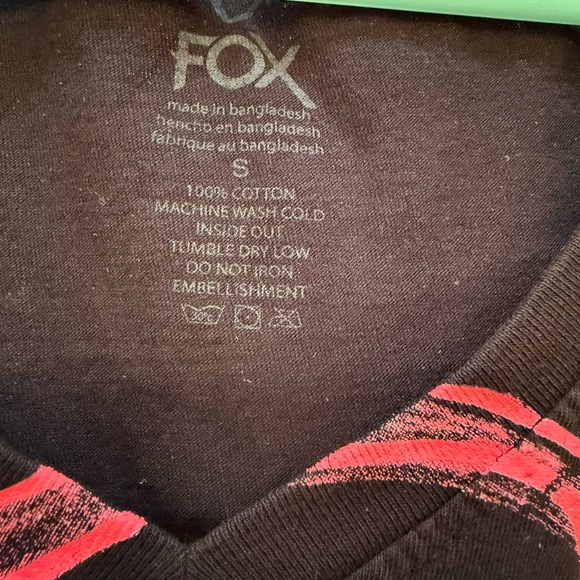 FOX
made in bangladesh
hencho en bangladesh
fabrique au bangladesh
S
100% COTTON
MACHINE WASH COLD
INSIDE OUT
TUMBLE DRY LOW
DO NOT IRON
EMBELLISHMENT
30°C